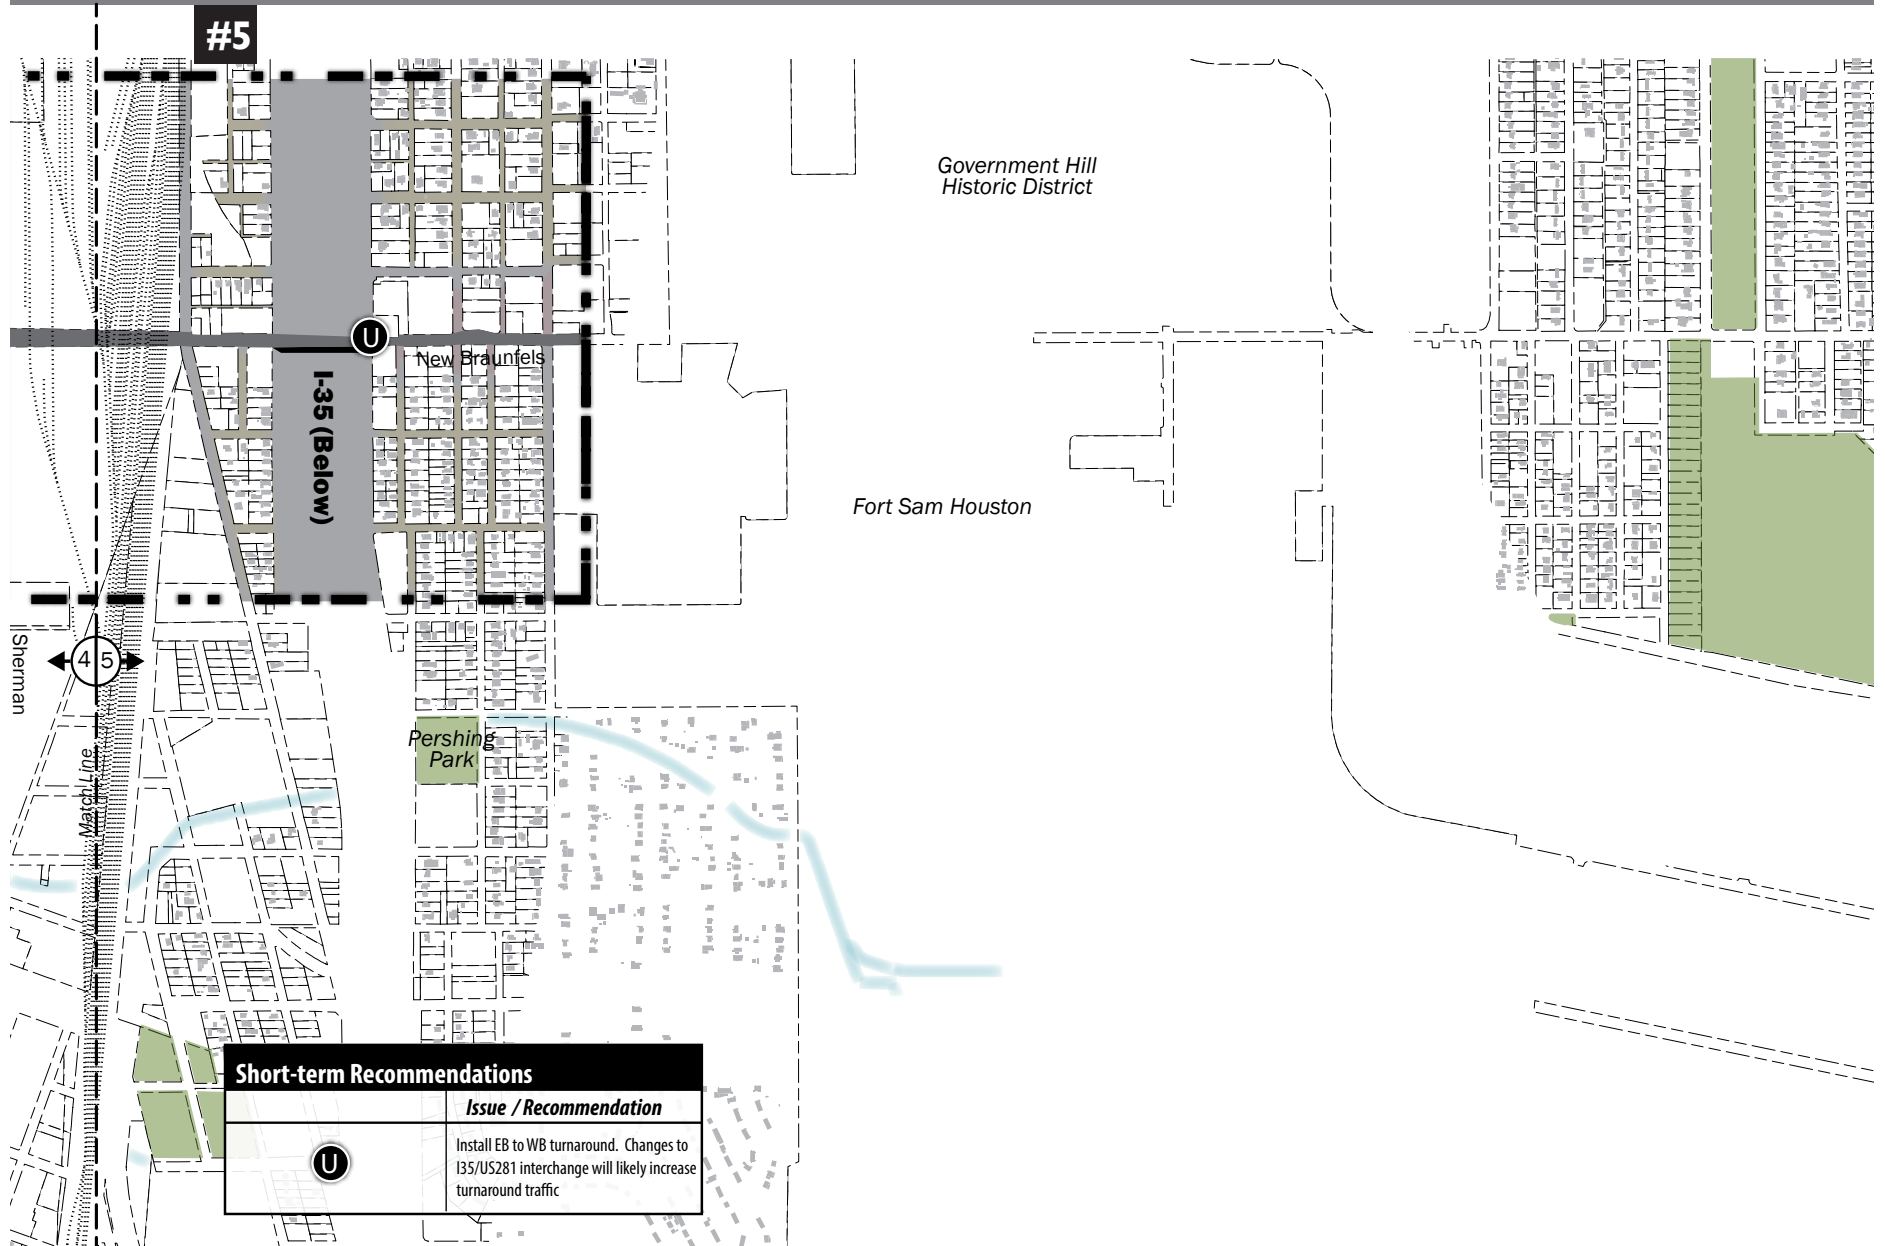 #5
Government Hill
Historic District
U
New Braunfels
I-35 (Below)
Fort Sam Houston
Sherman
4 5
Pershing
Park
Match Line
Short-term Recommendations
Issue / Recommendation
U
Install EB to WB turnaround.  Changes to
I35/US281 interchange will likely increase
turnaround traffic